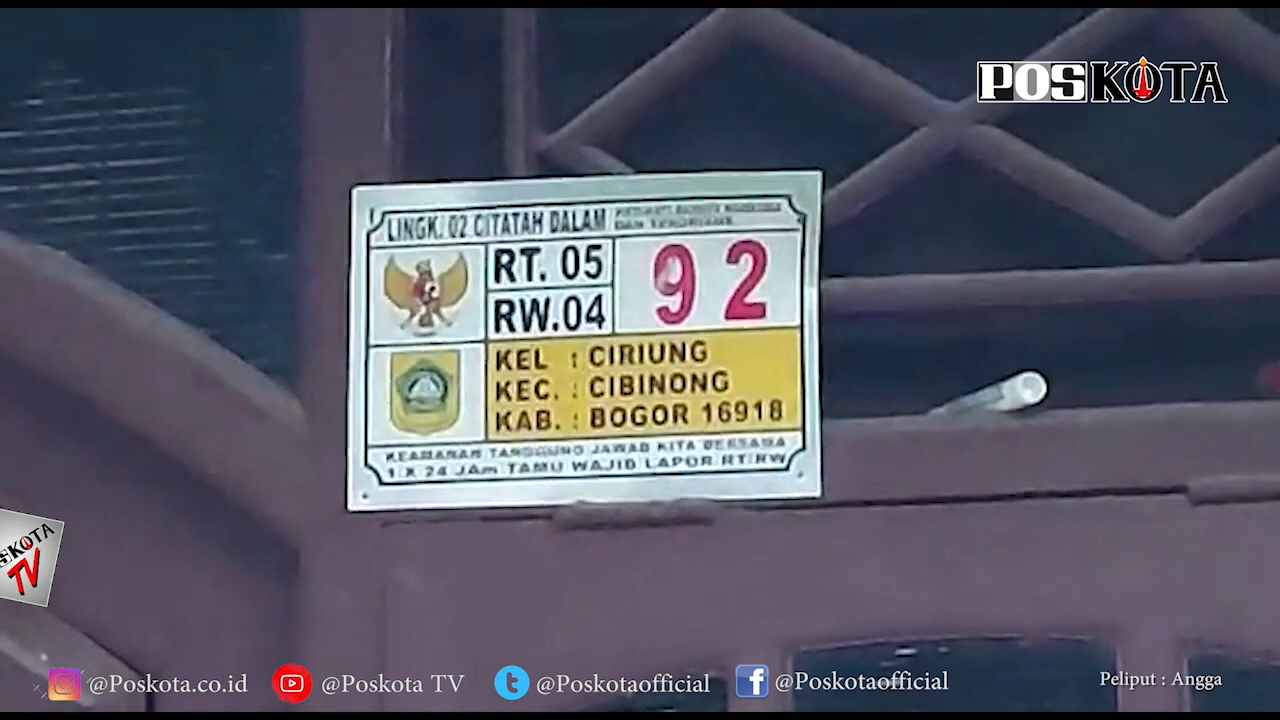 POSKOTA
LINGK. 02 CITATAH DALAM
RT. 05
92
RW.04
KEL : CIRIUNG
KEC. : CIBINONG
KAB. : BOGOR 16918
KEAMANAN TANGGUNG JAWAB KITA BERSAMA
1 X 24 JAm TAMU WAJIB LAPOR RT/RW
SKOTA
TV
@Poskota.co.id @Poskota TV @Poskotaofficial @Poskotaofficial Peliput : Angga